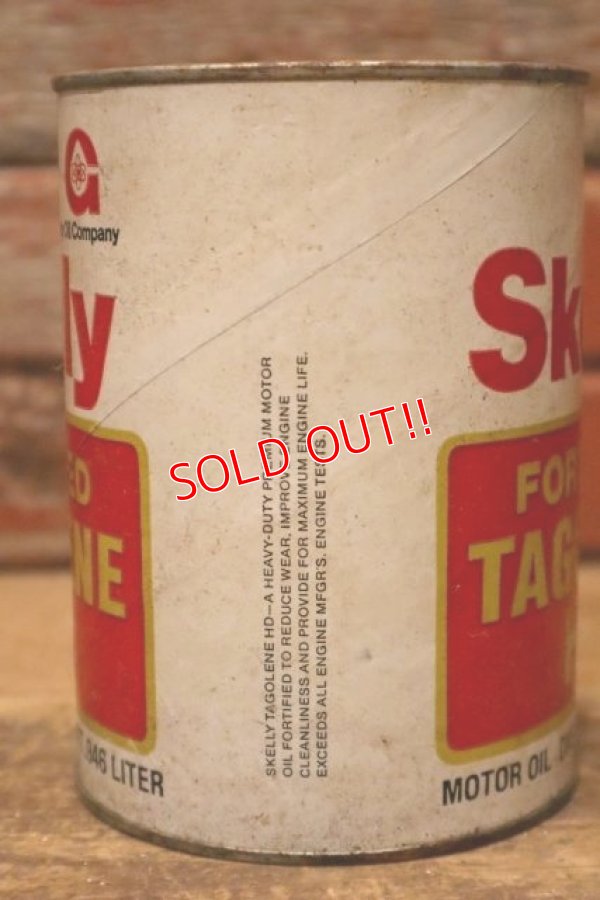 G
Oil Company
ly
ED
NE
.946 LITER
SKELLY TAGOLENE HD—A HEAVY-DUTY PREMIUM MOTOR
OIL FORTIFIED TO REDUCE WEAR, IMPROVE ENGINE
CLEANLINESS AND PROVIDE FOR MAXIMUM ENGINE LIFE.
EXCEEDS ALL ENGINE MFGR'S. ENGINE TESTS.
SOLD OUT!!
Sk
FOR
TAG
MOTOR OIL